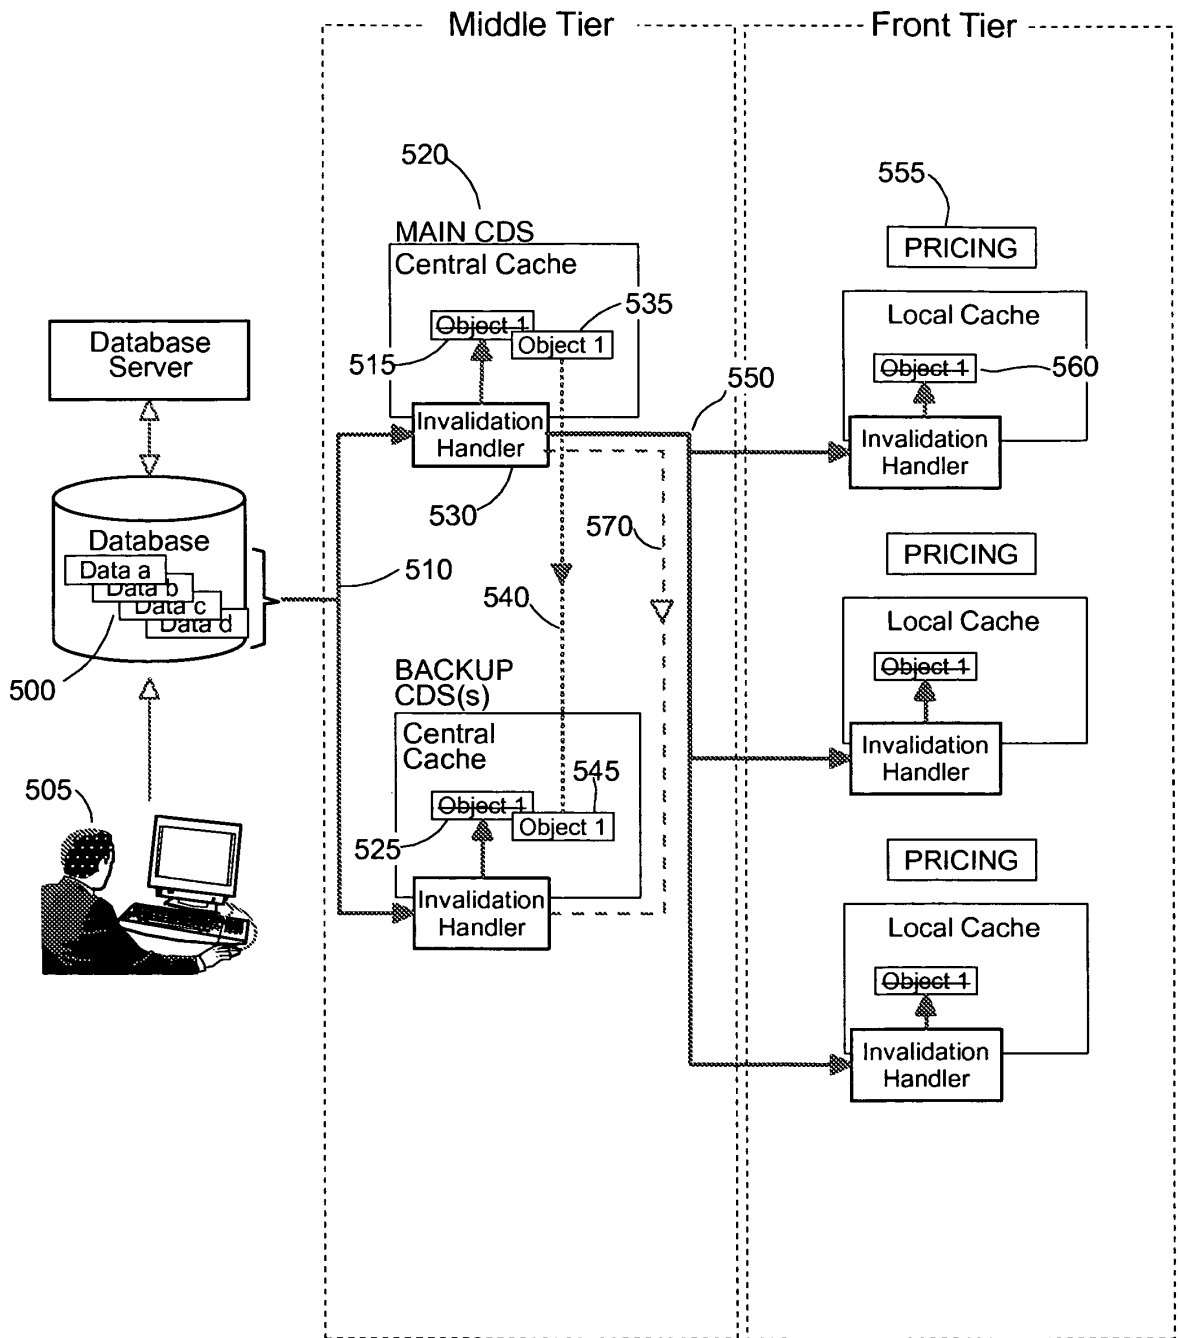 Middle Tier
Front Tier
520
MAIN CDS
Central Cache
Object 1
535
515
Object 1
Invalidation
Handler
530
550
555
PRICING
Local Cache
Object 1
560
Invalidation
Handler
Database
Server
Database
Data a
Data b
Data c
Data d
500
510
570
540
BACKUP
CDS(s)
Central
Cache
Object 1
545
525
Object 1
Invalidation
Handler
505
PRICING
Local Cache
Object 1
Invalidation
Handler
PRICING
Local Cache
Object 1
Invalidation
Handler